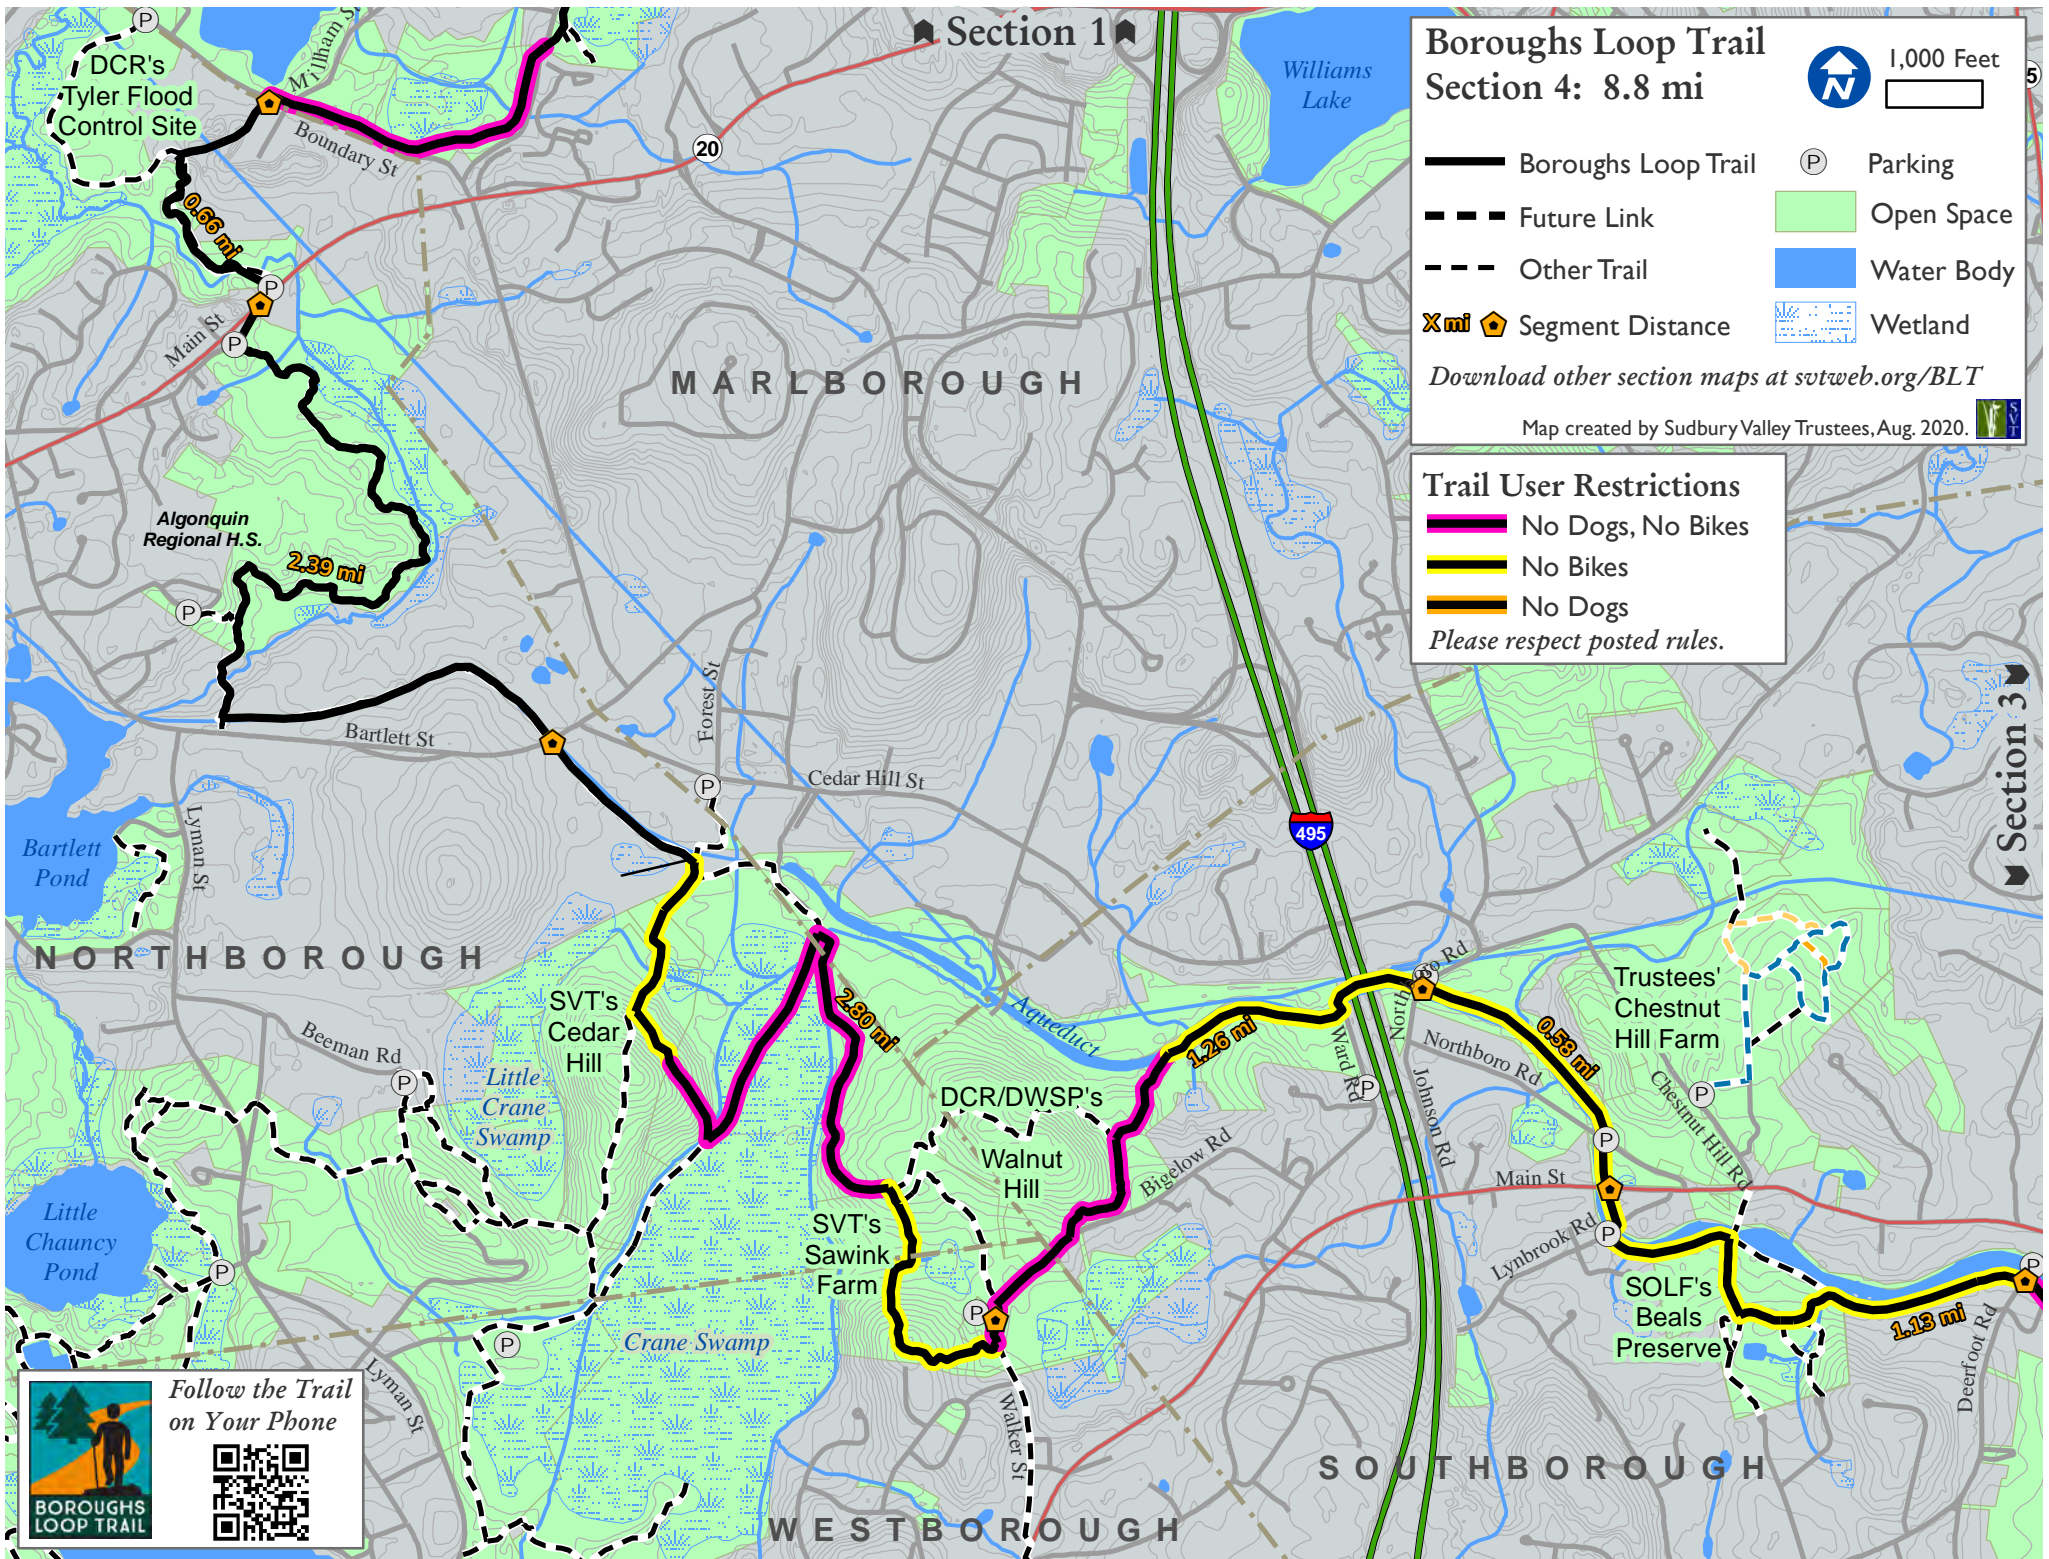 Section 1
Boroughs Loop Trail
Section 4: 8.8 mi
N
1,000 Feet
Boroughs Loop Trail
Future Link
Other Trail
X mi
Segment Distance
P
Parking
Open Space
Water Body
Wetland
Download other section maps at svtweb.org/BLT
Map created by Sudbury Valley Trustees, Aug. 2020.
SVT
Trail User Restrictions
No Dogs, No Bikes
No Bikes
No Dogs
Please respect posted rules.
5
Section 3
P
DCR's
Tyler Flood
Control Site
Milham St
Boundary St
20
Williams
Lake
0.66 mi
P
Main St
P
MARLBOROUGH
Algonquin
Regional H.S.
2.39 mi
P
Bartlett St
Forest St
Cedar Hill St
P
495
Bartlett
Pond
Lyman St
NORTHBOROUGH
SVT's
Cedar
Hill
2.80 mi
Aqueduct
1.26 mi
P
Northboro Rd
0.58 mi
Trustees'
Chestnut
Hill Farm
Beeman Rd
P
Little
Crane
Swamp
DCR/DWSP's
Walnut
Hill
Ward Rd
P
Johnson Rd
Northboro Rd
Chestnut Hill Rd
P
P
Bigelow Rd
Main St
Little
Chauncy
Pond
P
SVT's
Sawink
Farm
P
Lynbrook Rd
P
SOLF's
Beals
Preserve
1.13 mi
P
Deerfoot Rd
P
Crane Swamp
Lyman St
Walker St
SOUTHBOROUGH
WESTBOROUGH
Follow the Trail
on Your Phone
BOROUGHS
LOOP TRAIL